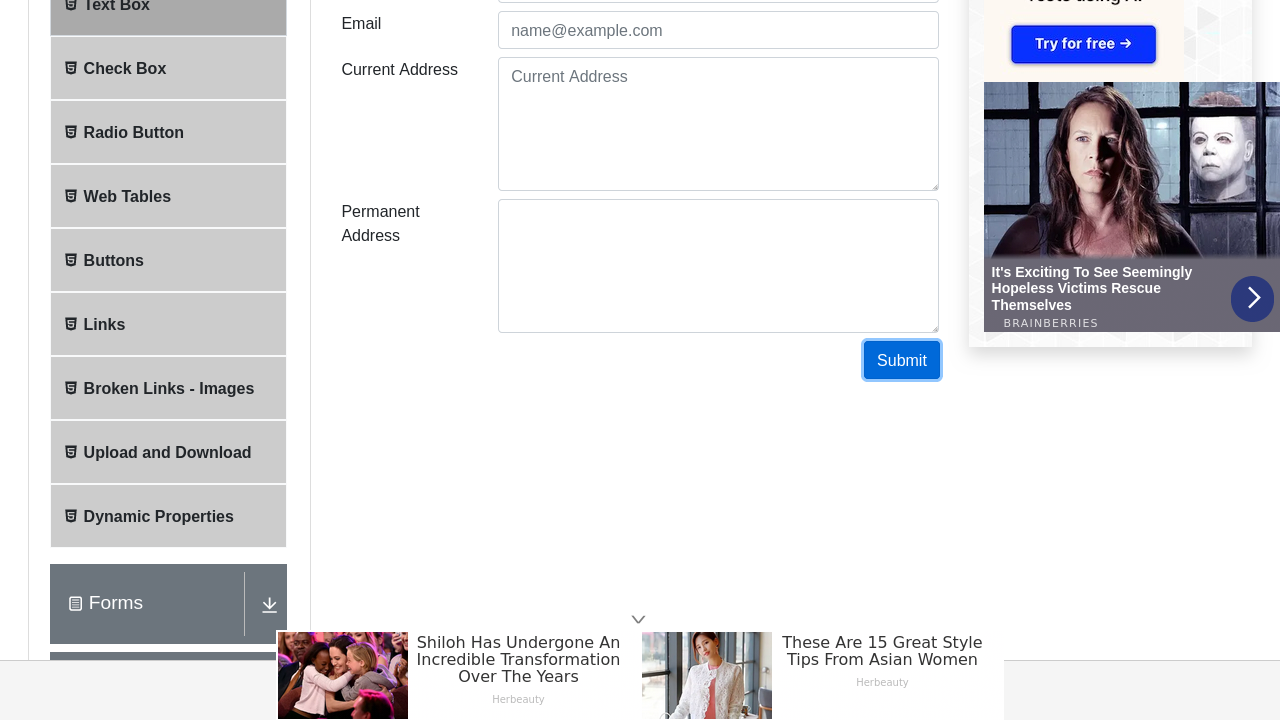 Text Box
Check Box
Radio Button
Web Tables
Buttons
Links
Broken Links - Images
Upload and Download
Dynamic Properties
Forms
Email
name@example.com
Current Address
Current Address
Permanent
Address
Submit
Try for free →
It's Exciting To See Seemingly
Hopeless Victims Rescue
Themselves
BRAINBERRIES
Shiloh Has Undergone An
Incredible Transformation
Over The Years
Herbeauty
These Are 15 Great Style
Tips From Asian Women
Herbeauty